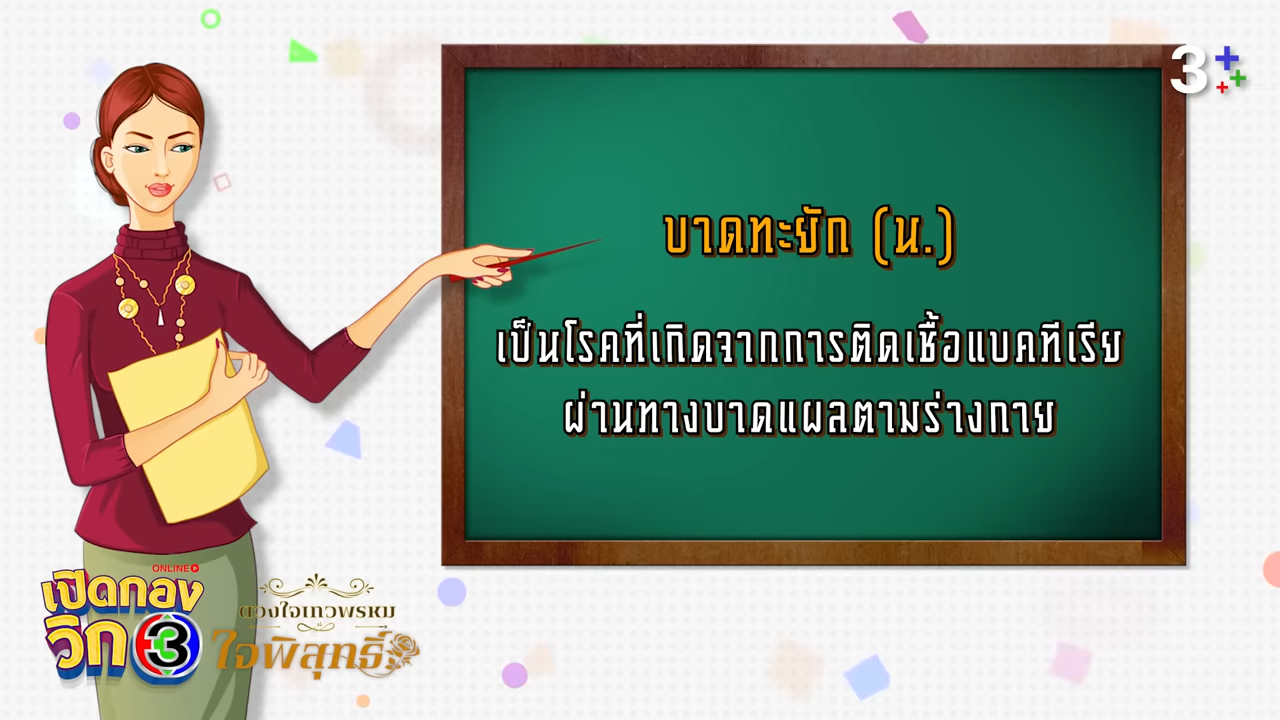 3+
บาดทะยัก (น.)
เป็นโรคที่เกิดจากการติดเชื้อแบคทีเรีย
ผ่านทางบาดแผลตามร่างกาย
ONLINE
เปิดกอง
วิก 3
ดวงใจเทวพรหม
ใจพิสุทธิ์